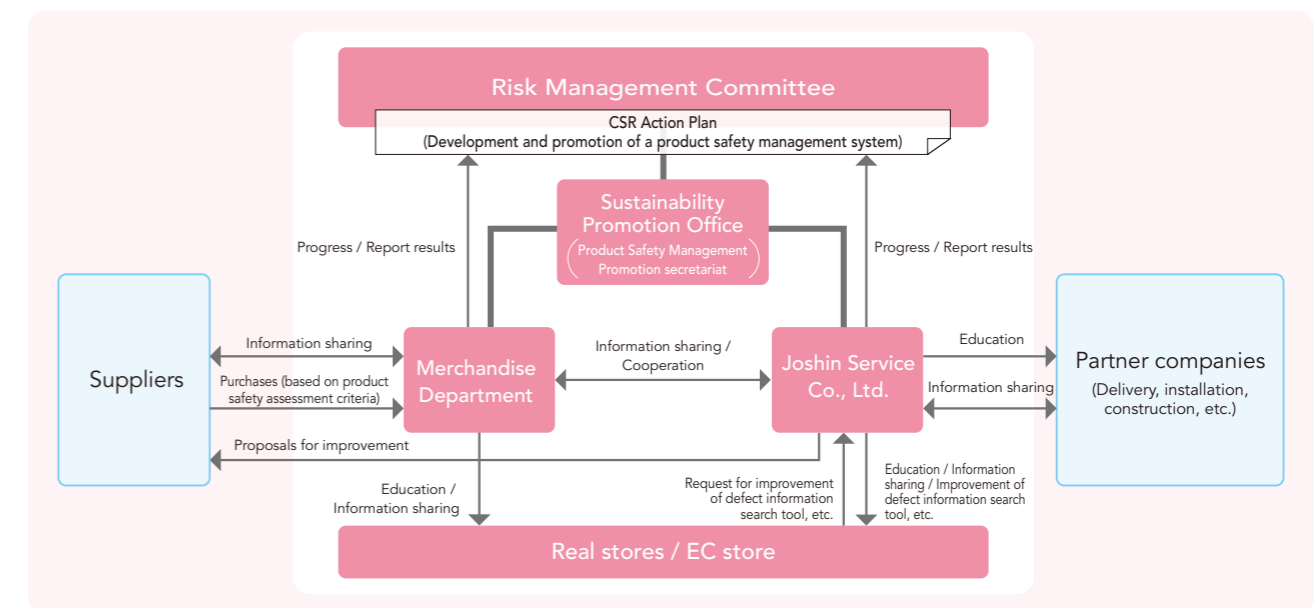 Risk Management Committee
CSR Action Plan
(Development and promotion of a product safety management system)
Sustainability
Promotion Office
(Product Safety Management
Promotion secretariat)
Progress / Report results
Progress / Report results
Suppliers
Information sharing
Purchases (based on product
safety assessment criteria)
Proposals for improvement
Merchandise
Department
Information sharing /
Cooperation
Joshin Service
Co., Ltd.
Education
Information sharing
Partner companies
(Delivery, installation,
construction, etc.)
Education /
Information sharing
Request for improvement
of defect information
search tool, etc.
Education / Information
sharing / Improvement of
defect information search
tool, etc.
Real stores / EC store